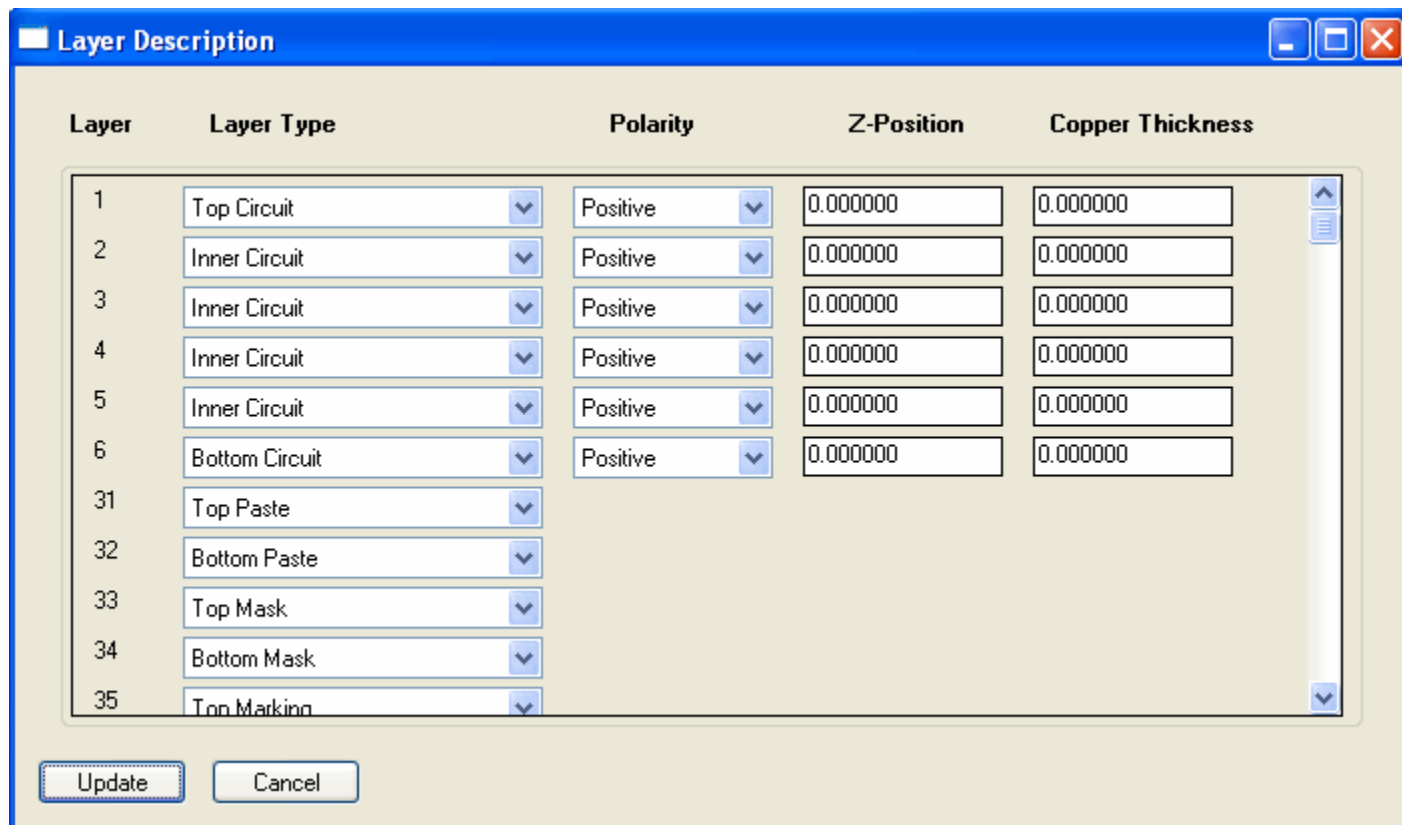 Layer Description
Layer Layer Type Polarity Z-Position Copper Thickness
1 Top Circuit Positive 0.000000 0.000000
2 Inner Circuit Positive 0.000000 0.000000
3 Inner Circuit Positive 0.000000 0.000000
4 Inner Circuit Positive 0.000000 0.000000
5 Inner Circuit Positive 0.000000 0.000000
6 Bottom Circuit Positive 0.000000 0.000000
31 Top Paste
32 Bottom Paste
33 Top Mask
34 Bottom Mask
35 Top Marking
Update Cancel